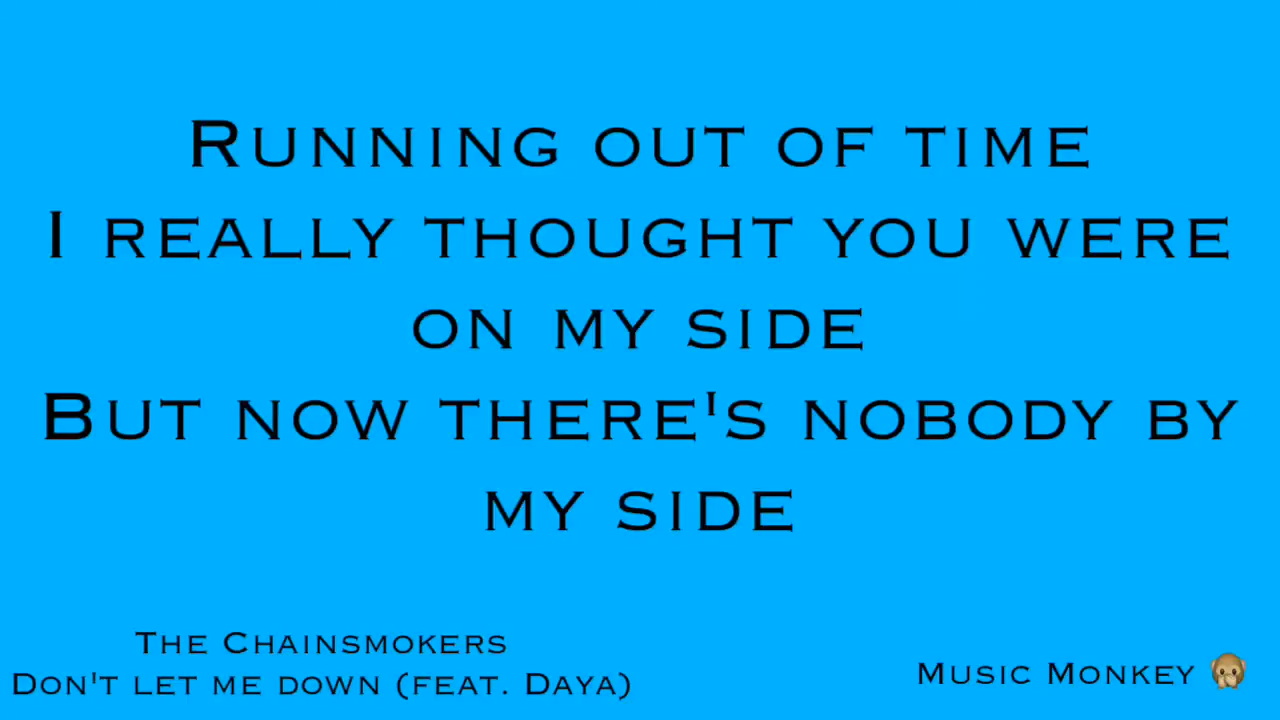 Running out of time
I really thought you were
on my side
But now there's nobody by
my side
The Chainsmokers
Don't let me down (feat. Daya)
Music Monkey 🙊